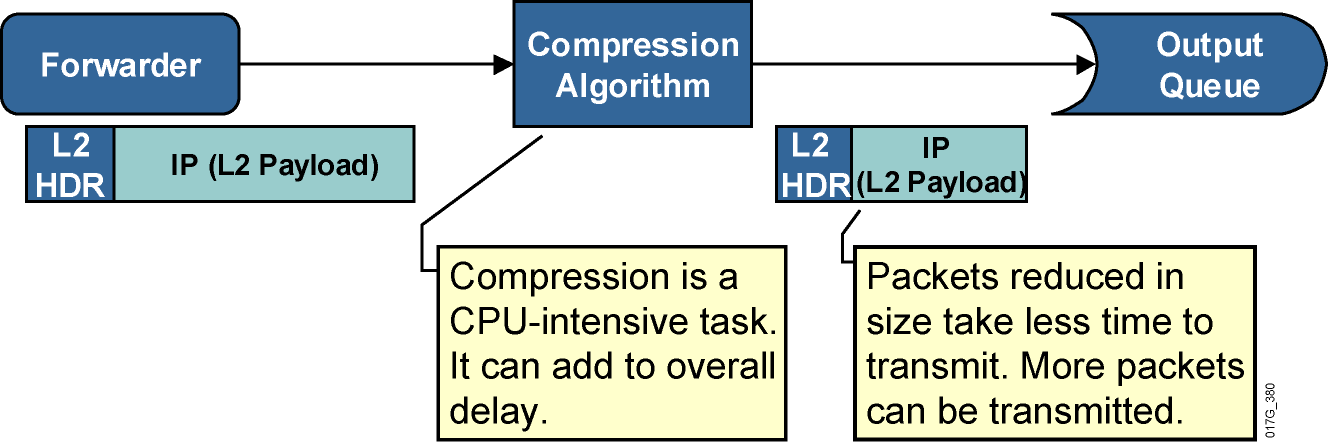 Forwarder
Compression
Algorithm
Output
Queue
L2
HDR
IP (L2 Payload)
L2
HDR
IP
(L2 Payload)
Compression is a
CPU-intensive task.
It can add to overall
delay.
Packets reduced in
size take less time to
transmit. More packets
can be transmitted.
017G_380